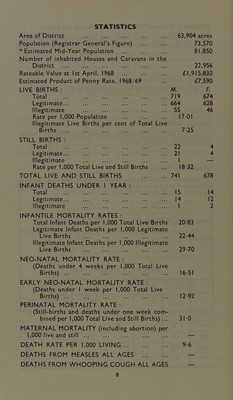 STATISTICS
Area of District ... ... ... ... 63,904 acres
Population (Registrar General's Figure) ... ... 73,570
* Estimated Mid-Year Population ... ... ... 81,850
Number of inhabited Houses and Caravans in the
District ... ... ... ... ... 22,956
Rateable Value at 1st April, 1968 ... ... £1,915,830
Estimated Product of Penny Rate, 1968/69 ... £7,590
LIVE BIRTHS : M. F.
Total ... ... ... ... 719 674
Legitimate... ... ... ... 664 628
Illegitimate ... ... ... ... 55 46
Rate per 1,000 Population ... 17·01
Illegitimate Live Births per cent of Total Live
Births ... ... ... ... 7·25
STILL BIRTHS :
Total ... ... ... ... 22 4
Legitimate... ... ... ... 21 4
Illegitimate ... ... ... ... 1 —
Rate per 1,000 Total Live and Still Births ... 18·32
TOTAL LIVE AND STILL BIRTHS ... 741 678
INFANT DEATHS UNDER 1 YEAR :
Total ... ... ... ... 15 14
Legitimate... ... ... ... 14 12
Illegitimate ... ... ... ... 1 2
INFANTILE MORTALITY RATES :
Total Infant Deaths per 1,000 Total Live Births 20·83
Legitimate Infant Deaths per 1,000 Legitimate
Live Births ... ... ... ... 22·44
Illegitimate Infant Deaths per 1,000 Illegitimate
Live Births ... ... ... ... 29·70
NEO-NATAL MORTALITY RATE :
(Deaths under 4 weeks per 1,000 Total Live
Births) ... ... ... ... 16·51
EARLY NEO-NATAL MORTALITY RATE :
(Deaths under 1 week per 1,000 Total Live
Births) ... ... ... ... 12·92
PERINATAL MORTALITY RATE :
(Still-births and deaths under one week com-
bined per 1,000 Total Live and Still Births) ... 31·0
MATERNAL MORTALITY (including abortion) per
1,000 live and still ... ... ... ... —
DEATH RATE PER 1,000 LIVING ... ... 9·6
DEATHS FROM MEASLES ALL AGES ... —
DEATHS FROM WHOOPING COUGH ALL AGES —
8